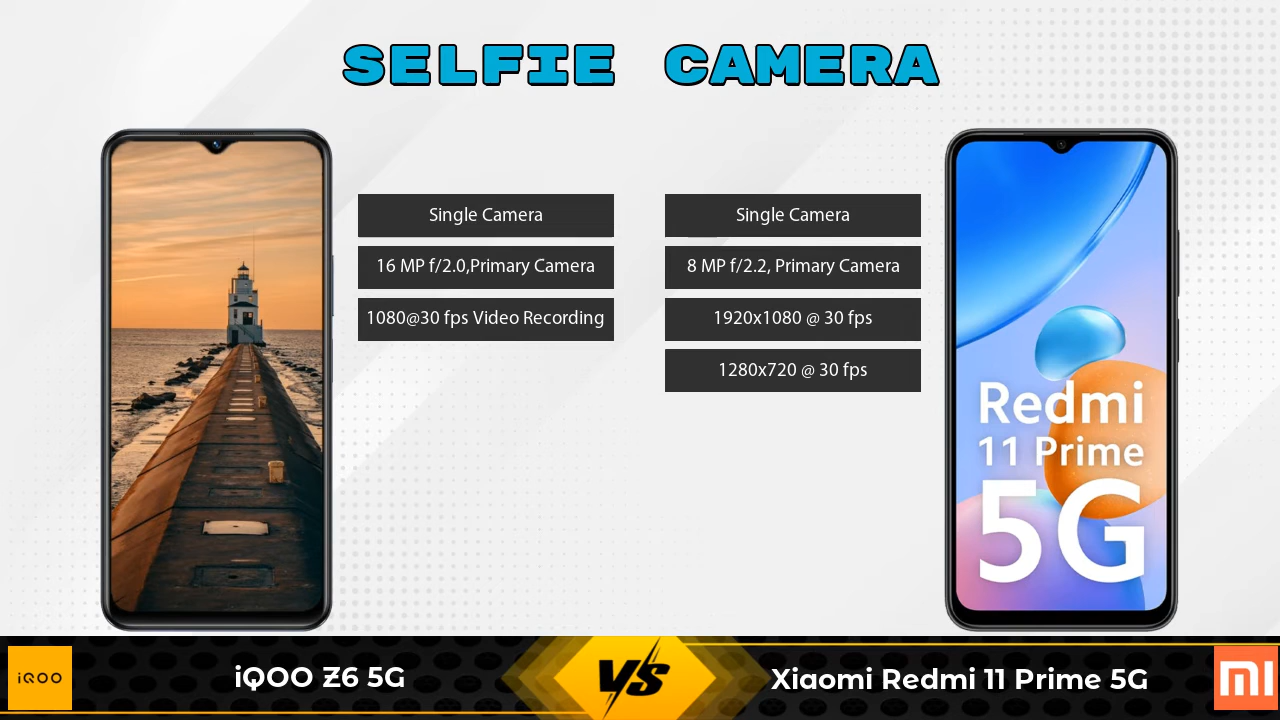 SELFIE CAMERA
Single Camera
16 MP f/2.0,Primary Camera
1080@30 fps Video Recording
Single Camera
8 MP f/2.2, Primary Camera
1920x1080 @ 30 fps
1280x720 @ 30 fps
Redmi
11 Prime
5G
iQOO
iQOO Z6 5G
VS
Xiaomi Redmi 11 Prime 5G
mi